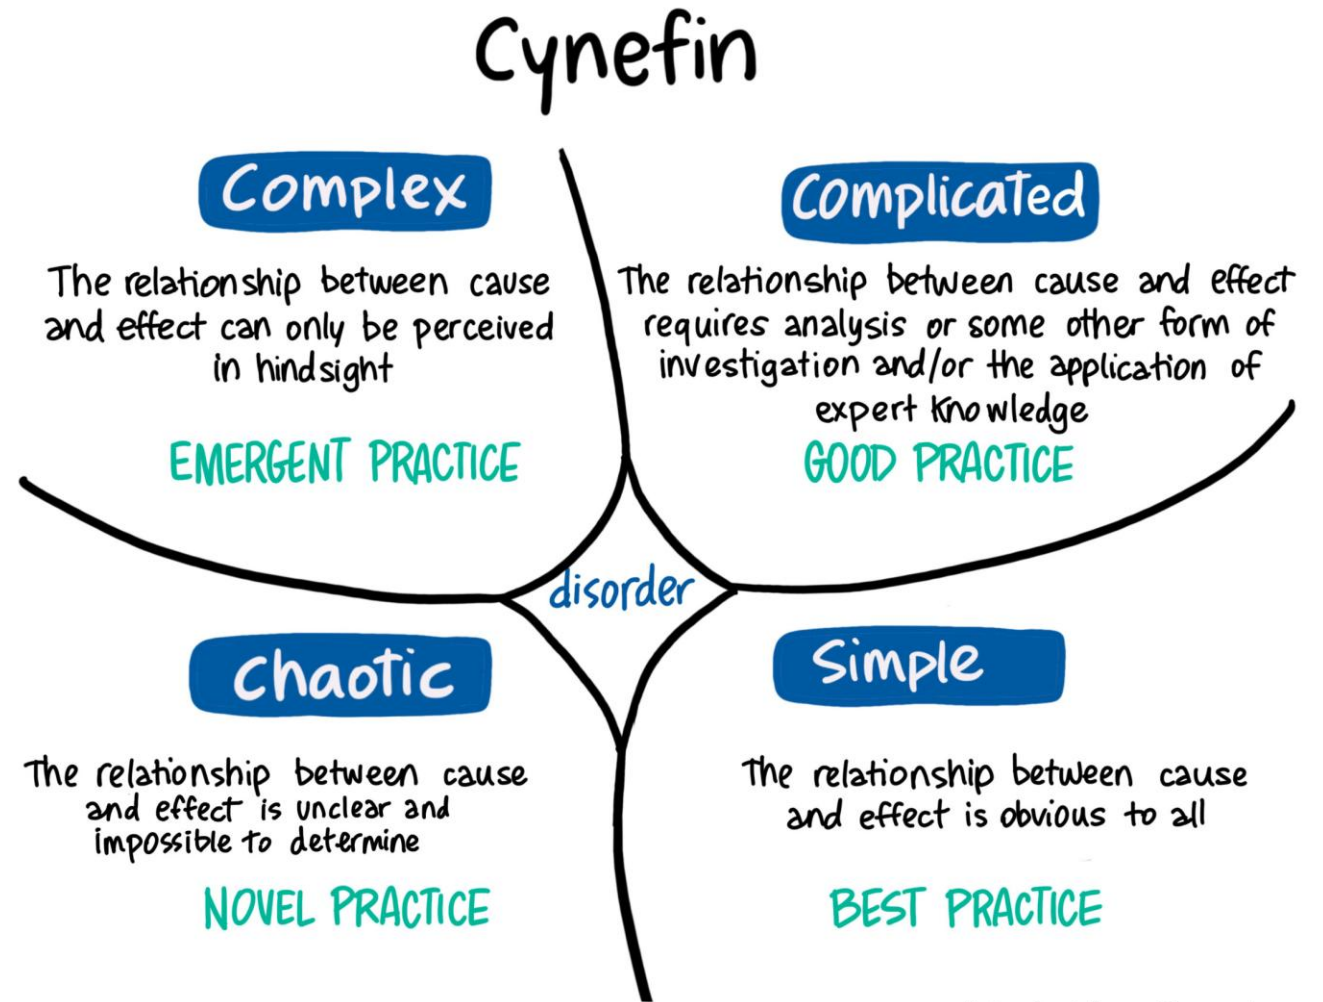 Cynefin
Complex
The relationship between cause
and effect can only be perceived
in hindsight
EMERGENT PRACTICE
Complicated
The relationship between cause and effect
requires analysis or some other form of
investigation and/or the application of
expert knowledge
GOOD PRACTICE
disorder
Chaotic
The relationship between cause
and effect is unclear and
impossible to determine
NOVEL PRACTICE
Simple
The relationship between cause
and effect is obvious to all
BEST PRACTICE